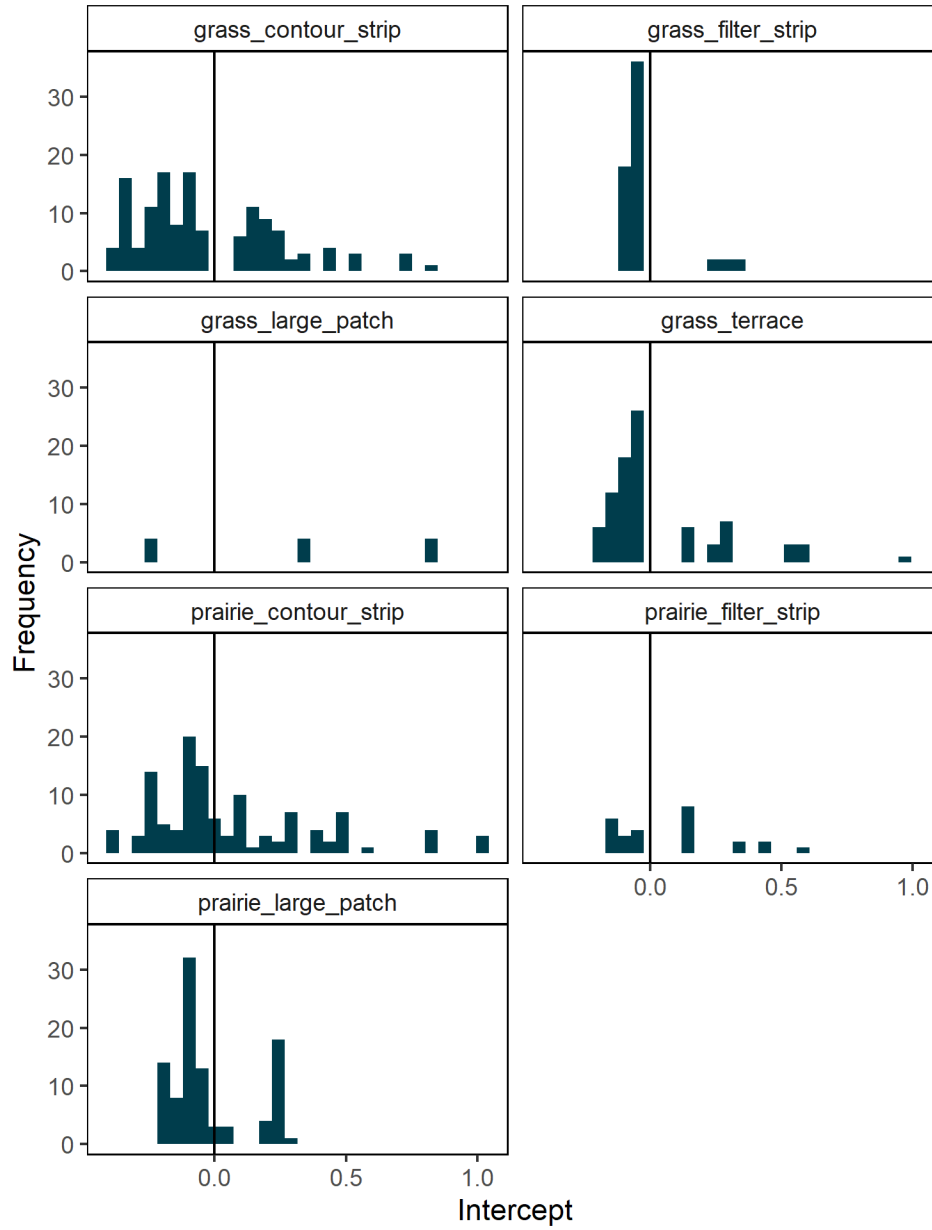 grass_contour_strip
grass_filter_strip
30
20
10
0
grass_large_patch
grass_terrace
30
20
10
0
prairie_contour_strip
prairie_filter_strip
30
20
10
0
0.0 0.5 1.0
prairie_large_patch
30
20
10
0
0.0 0.5 1.0
Intercept
Frequency